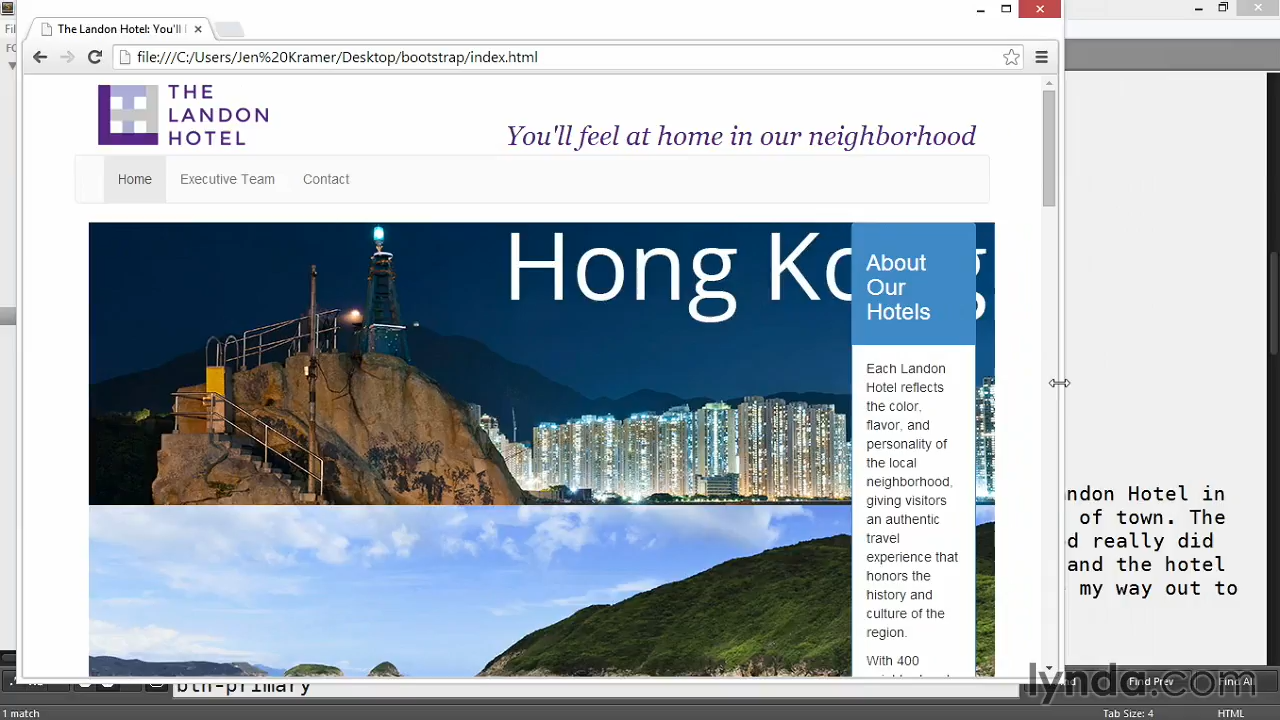 The Landon Hotel: You'll
file:///C:/Users/Jen%20Kramer/Desktop/bootstrap/index.html
THE
LANDON
HOTEL
You'll feel at home in our neighborhood
Home Executive Team Contact
Hong Ko g
About
Our
Hotels
Each Landon
Hotel reflects
the color,
flavor, and
personality of
the local
neighborhood,
giving visitors
an authentic
travel
experience that
honors the
history and
culture of the
region.
With 400
andon Hotel in
of town. The
d really did
and the hotel
my way out to
btn-primary
Find Prev Find All
lynda.com
1 match Tab Size: 4 HTML